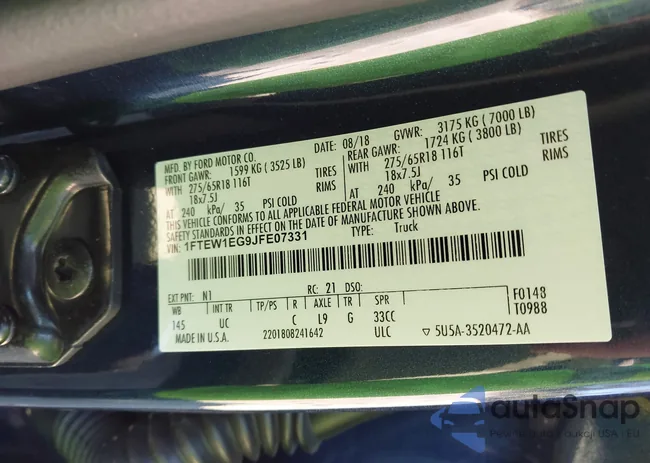 MFD. BY FORD MOTOR CO.
DATE: 08/18 GVWR: 3175 KG ( 7000 LB)
FRONT GAWR: 1599 KG ( 3525 LB) REAR GAWR: 1724 KG ( 3800 LB)
WITH 275/65R18 116T TIRES WITH 275/65R18 116T TIRES
18x7.5J RIMS 18x7.5J RIMS
AT 240 kPa/ 35 PSI COLD AT 240 kPa/ 35 PSI COLD
THIS VEHICLE CONFORMS TO ALL APPLICABLE FEDERAL MOTOR VEHICLE
SAFETY STANDARDS IN EFFECT ON THE DATE OF MANUFACTURE SHOWN ABOVE.
VIN: 1FTEW1EG9JFE07331 TYPE: Truck
EXT PNT: N1 RC: 21 DSO: F0148
WB INT TR TP/PS R AXLE TR SPR T0988
145 UC C L9 G 33CC
MADE IN U.S.A. 2201808241642 ULC ▽ 5U5A-3520472-AA
autoSnap